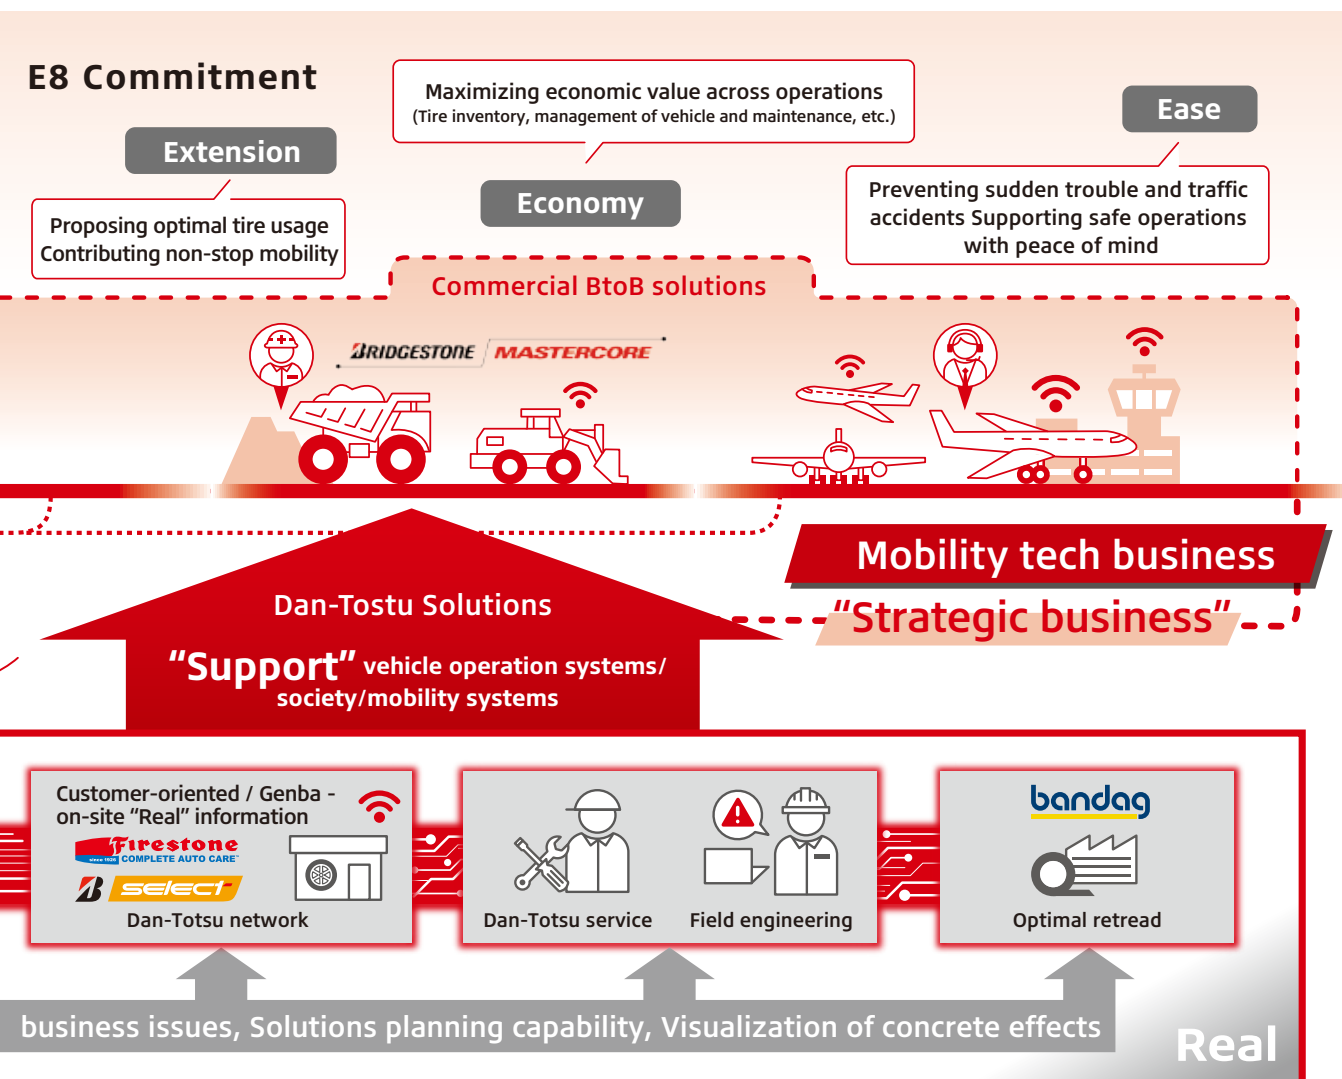 E8 Commitment
Maximizing economic value across operations
(Tire inventory, management of vehicle and maintenance, etc.)
Ease
Extension
Preventing sudden trouble and traffic
accidents Supporting safe operations
with peace of mind
Economy
Proposing optimal tire usage
Contributing non-stop mobility
Commercial BtoB solutions
BRIDGESTONE MASTERCORE
Mobility tech business
“Strategic business”
Dan-Tostu Solutions
“Support” vehicle operation systems/
society/mobility systems
Customer-oriented / Genba -
on-site “Real” information
Firestone
since 1926 COMPLETE AUTO CARE™
B SELECT
Dan-Totsu network
Dan-Totsu service
Field engineering
bandag
Optimal retread
business issues, Solutions planning capability, Visualization of concrete effects
Real